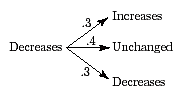 Increases
.3
Decreases
.4
Unchanged
.3
Decreases